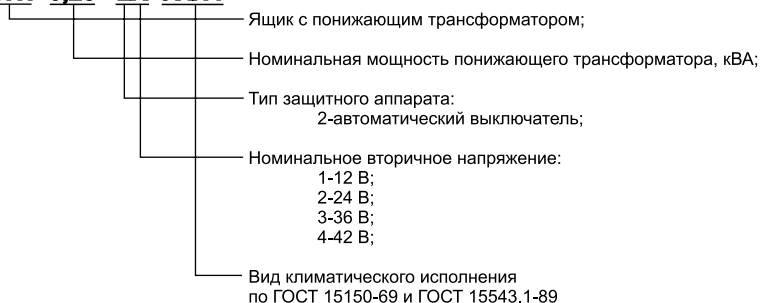 Ящик с понижающим трансформатором;
Номинальная мощность понижающего трансформатора, кВА;
Тип защитного аппарата:
2-автоматический выключатель;
Номинальное вторичное напряжение:
1-12 В;
2-24 В;
3-36 В;
4-42 В;
Вид климатического исполнения
по ГОСТ 15150-69 и ГОСТ 15543.1-89